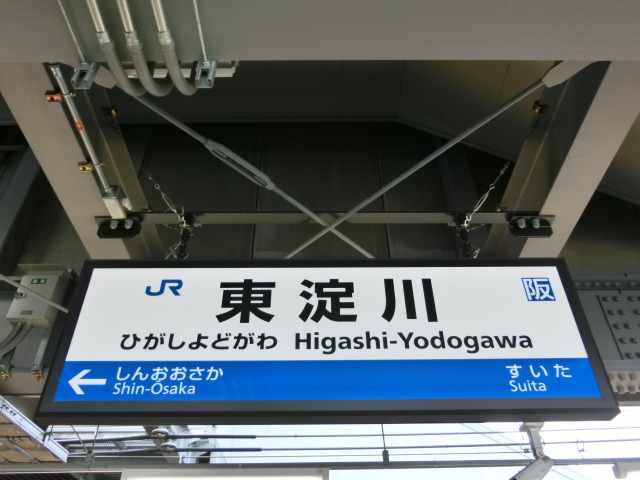 JR 東淀川 阪
ひがしよどがわ Higashi-Yodogawa
← しんおおさか すいた
Shin-Osaka Suita